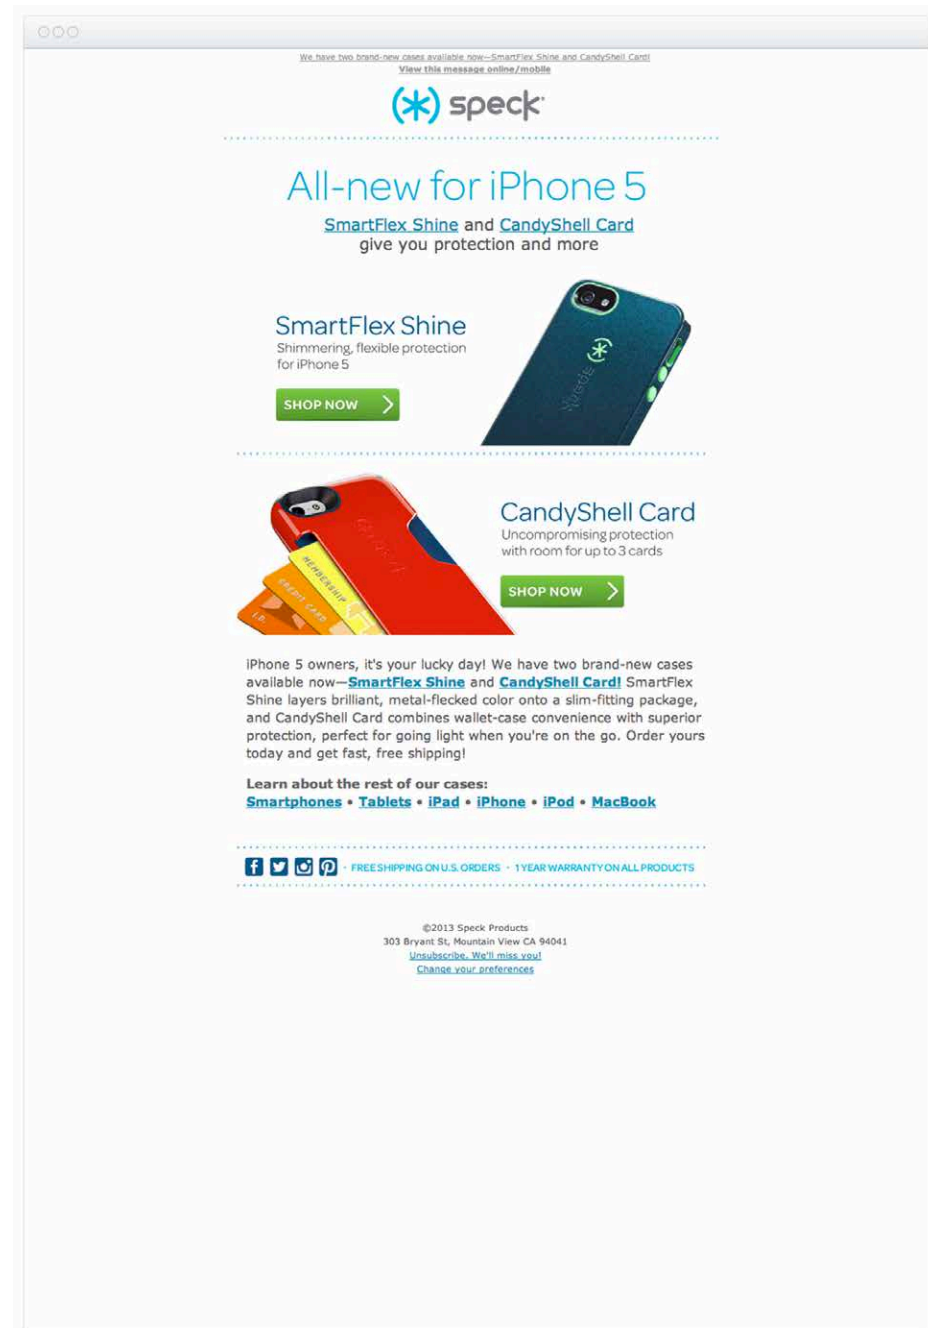 We have two brand-new cases available now—SmartFlex Shine and CandyShell Card!
View this message online/mobile
(*) speck
All-new for iPhone 5
SmartFlex Shine and CandyShell Card
give you protection and more
SmartFlex Shine
Shimmering, flexible protection
for iPhone 5
SHOP NOW
speck
CandyShell Card
Uncompromising protection
with room for up to 3 cards
SHOP NOW
MEMBERSHIP
CREDIT CARD
I.D.
iPhone 5 owners, it's your lucky day! We have two brand-new cases
available now—SmartFlex Shine and CandyShell Card! SmartFlex
Shine layers brilliant, metal-flecked color onto a slim-fitting package,
and CandyShell Card combines wallet-case convenience with superior
protection, perfect for going light when you're on the go. Order yours
today and get fast, free shipping!
Learn about the rest of our cases:
Smartphones • Tablets • iPad • iPhone • iPod • MacBook
· FREE SHIPPING ON U.S. ORDERS · 1 YEAR WARRANTY ON ALL PRODUCTS
©2013 Speck Products
303 Bryant St, Mountain View CA 94041
Unsubscribe. We'll miss you!
Change your preferences